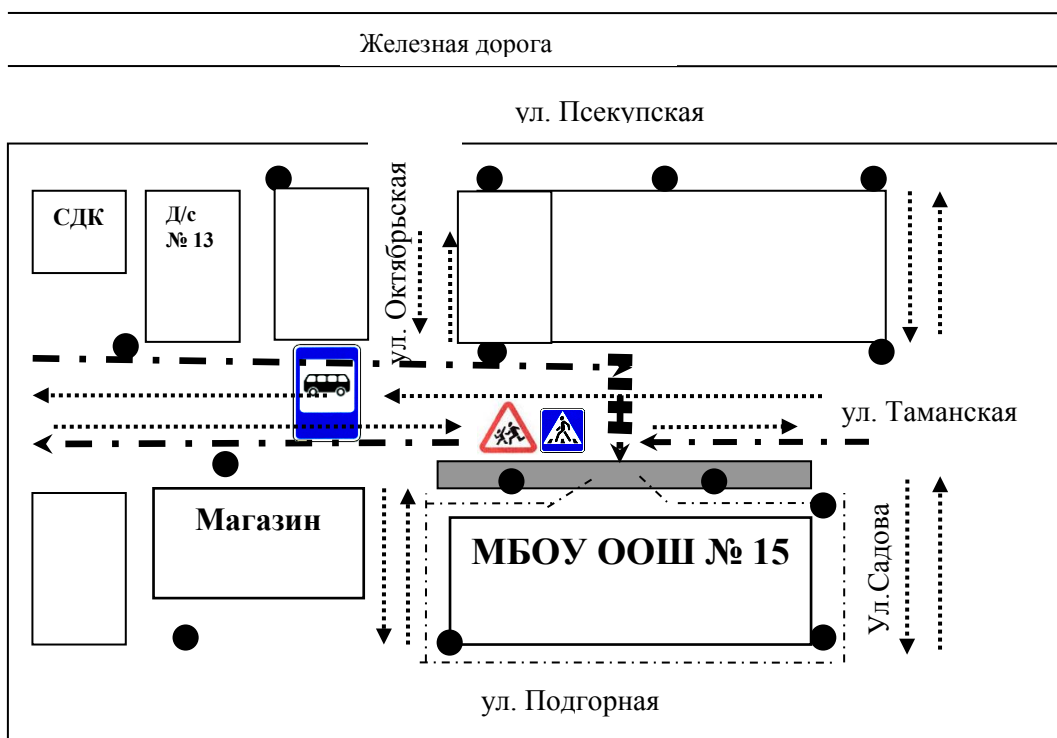 Железная дорога
ул. Псекупская
СДК
Д/с
№ 13
ул. Октябрьская
ул. Таманская
Магазин
МБОУ ООШ № 15
Ул.Садова
ул. Подгорная